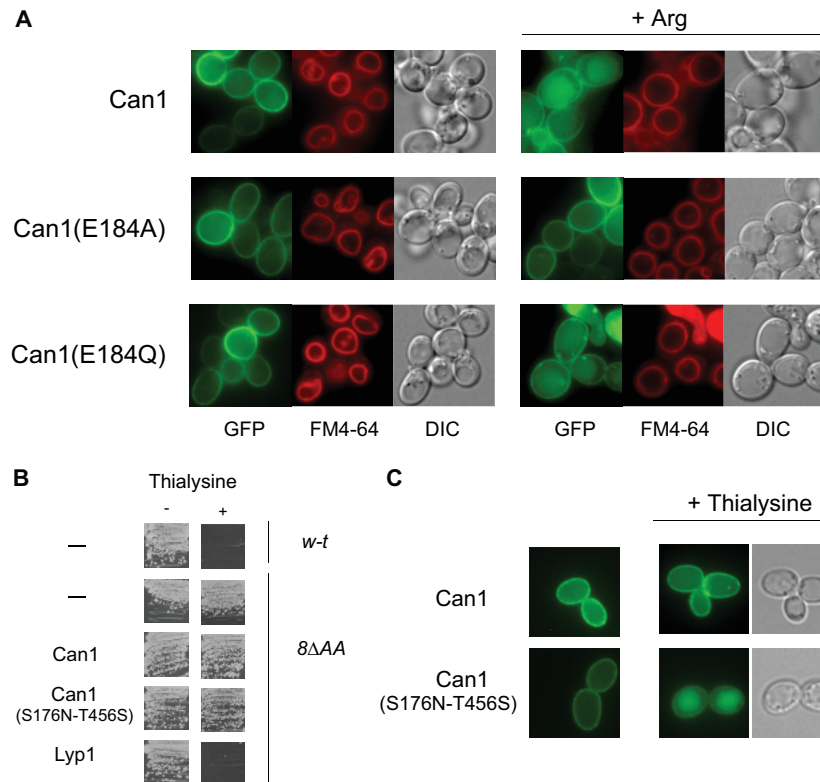 A
+ Arg
Can1
Can1(E184A)
Can1(E184Q)
GFP FM4-64 DIC GFP FM4-64 DIC
B
Thialysine
- +
— w-t
—
8ΔAA
Can1
Can1
(S176N-T456S)
Lyp1
C
+ Thialysine
Can1
Can1
(S176N-T456S)